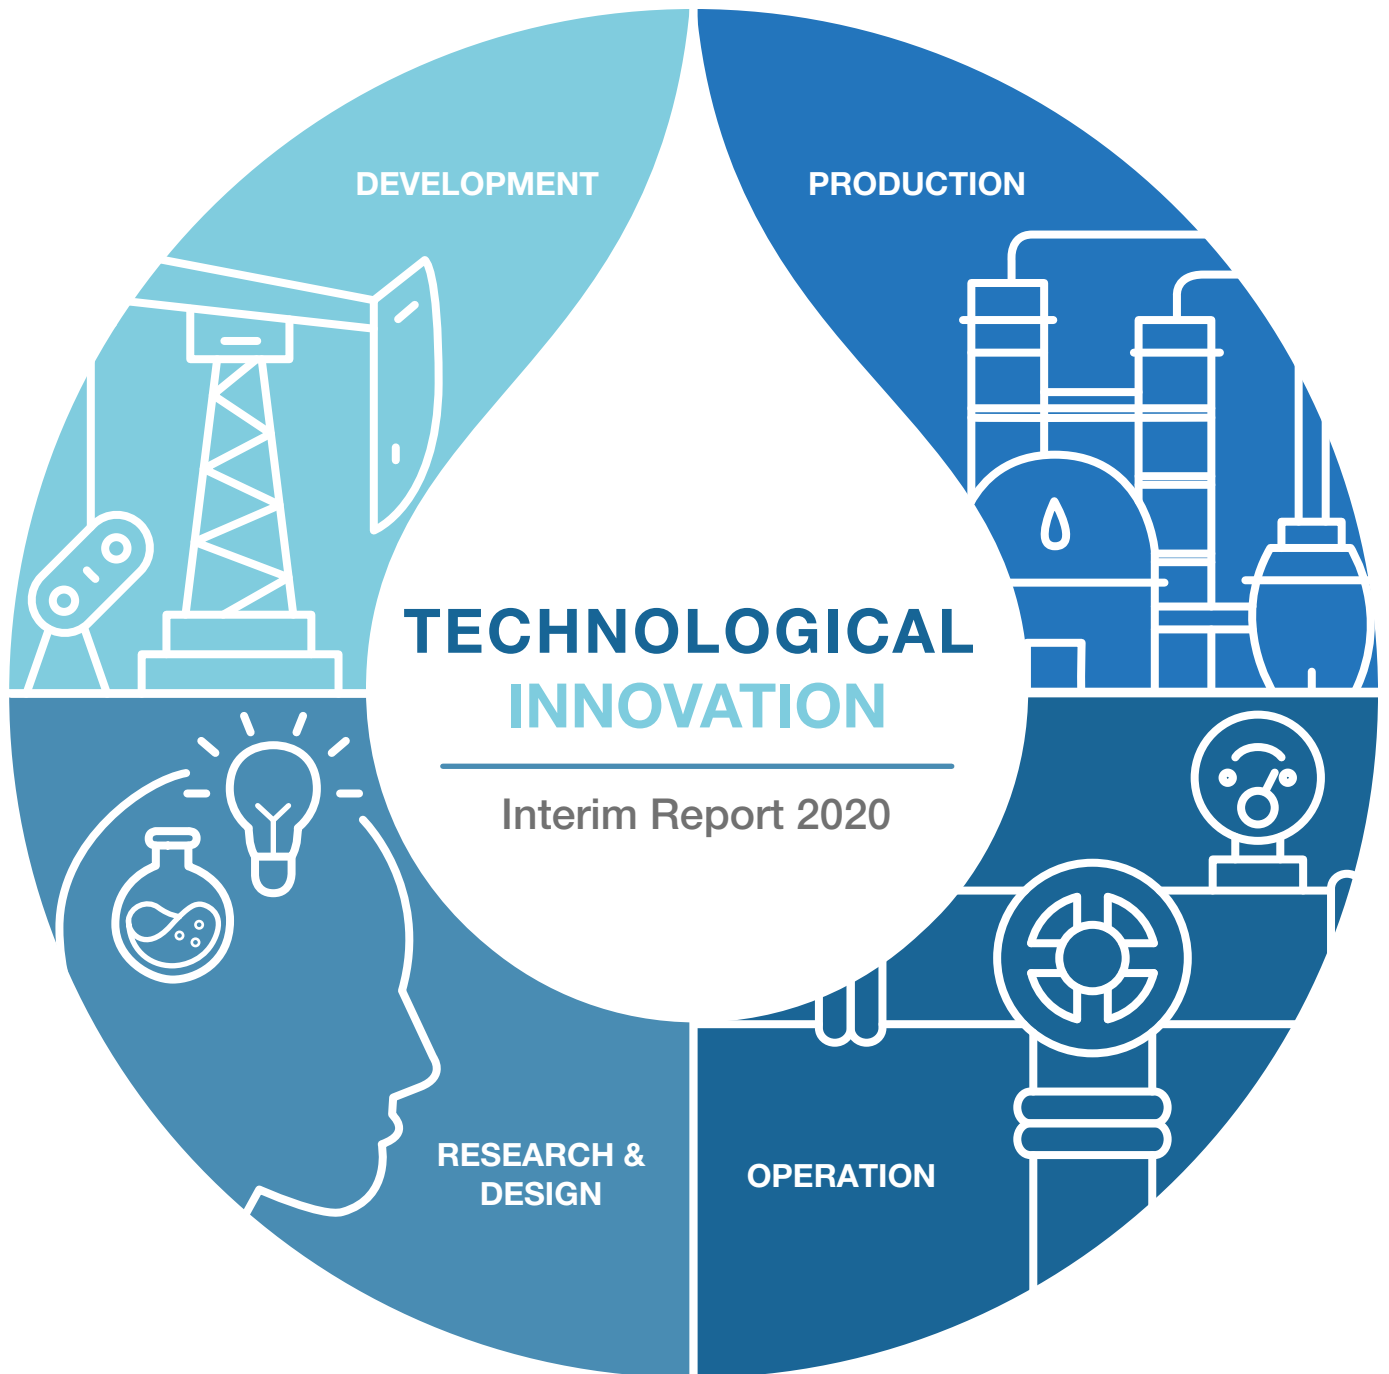 DEVELOPMENT
PRODUCTION
TECHNOLOGICAL
INNOVATION
Interim Report 2020
RESEARCH &
DESIGN
OPERATION